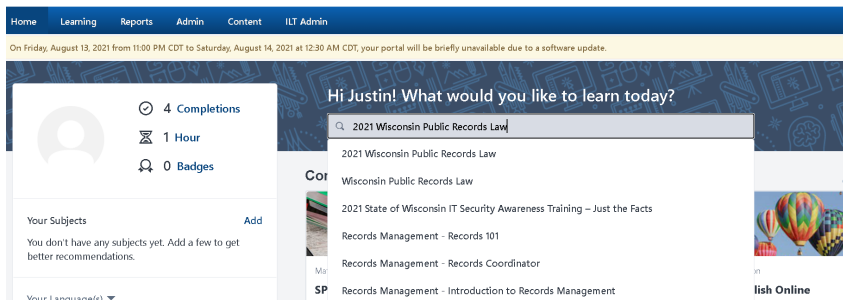 Home Learning Reports Admin Content ILT Admin
On Friday, August 13, 2021 from 11:00 PM CDT to Saturday, August 14, 2021 at 12:30 AM CDT, your portal will be briefly unavailable due to a software update.
Hi Justin! What would you like to learn today?
4 Completions
1 Hour
0 Badges
2021 Wisconsin Public Records Law
2021 Wisconsin Public Records Law
Wisconsin Public Records Law
2021 State of Wisconsin IT Security Awareness Training – Just the Facts
Records Management - Records 101
Records Management - Records Coordinator
Records Management - Introduction to Records Management
Your Subjects Add
You don't have any subjects yet. Add a few to get
better recommendations.
Your Language(s)